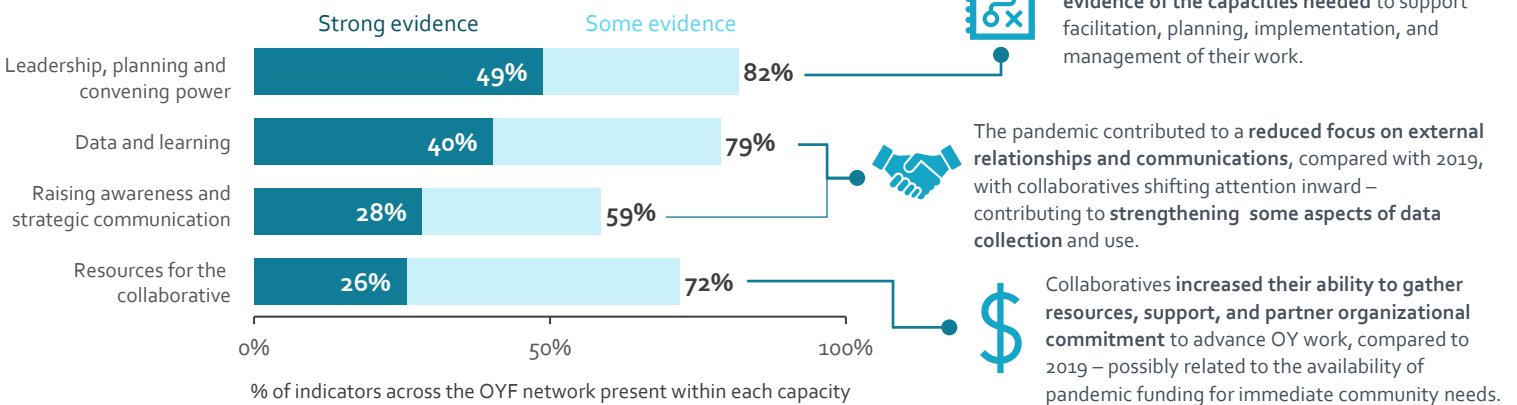 Strong evidence
Some evidence
Leadership, planning and
convening power
49%
82%
Data and learning
40%
79%
Raising awareness and
strategic communication
28%
59%
Resources for the
collaborative
26%
72%
0%
50%
100%
% of indicators across the OYF network present within each capacity
evidence of the capacities needed to support
facilitation, planning, implementation, and
management of their work.
The pandemic contributed to a reduced focus on external
relationships and communications, compared with 2019,
with collaboratives shifting attention inward –
contributing to strengthening some aspects of data
collection and use.
Collaboratives increased their ability to gather
resources, support, and partner organizational
commitment to advance OY work, compared to
2019 – possibly related to the availability of
pandemic funding for immediate community needs.